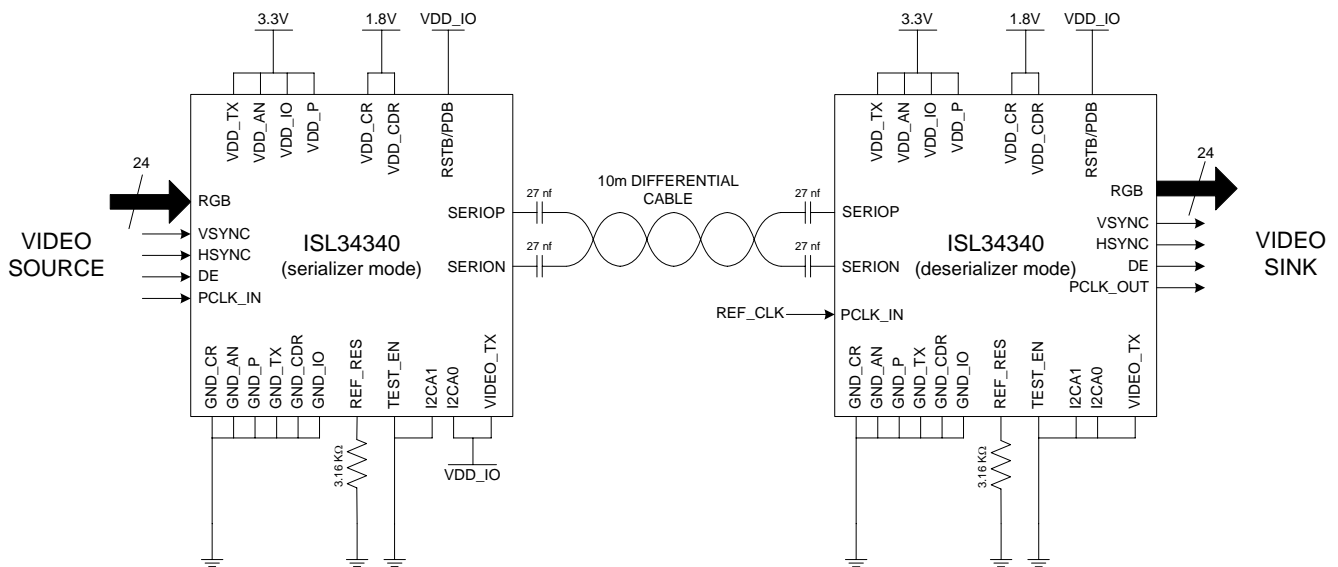 3.3V
1.8V
VDD_IO
3.3V
1.8V
VDD_IO
VDD_TX
VDD_AN
VDD_IO
VDD_P
VDD_CR
VDD_CDR
RSTB/PDB
VDD_TX
VDD_AN
VDD_IO
VDD_P
VDD_CR
VDD_CDR
RSTB/PDB
24
RGB
VIDEO
SOURCE
VSYNC
HSYNC
DE
PCLK_IN
ISL34340
(serializer mode)
SERIOP
SERION
27 nf
27 nf
10m DIFFERENTIAL
CABLE
27 nf
27 nf
SERIOP
SERION
ISL34340
(deserializer mode)
REF_CLK
PCLK_IN
24
RGB
VSYNC
HSYNC
DE
PCLK_OUT
VIDEO
SINK
GND_CR
GND_AN
GND_P
GND_TX
GND_CDR
GND_IO
REF_RES
TEST_EN
I2CA1
I2CA0
VIDEO_TX
3.16 KΩ
VDD_IO
GND_CR
GND_AN
GND_P
GND_TX
GND_CDR
GND_IO
REF_RES
TEST_EN
I2CA1
I2CA0
VIDEO_TX
3.16 KΩ